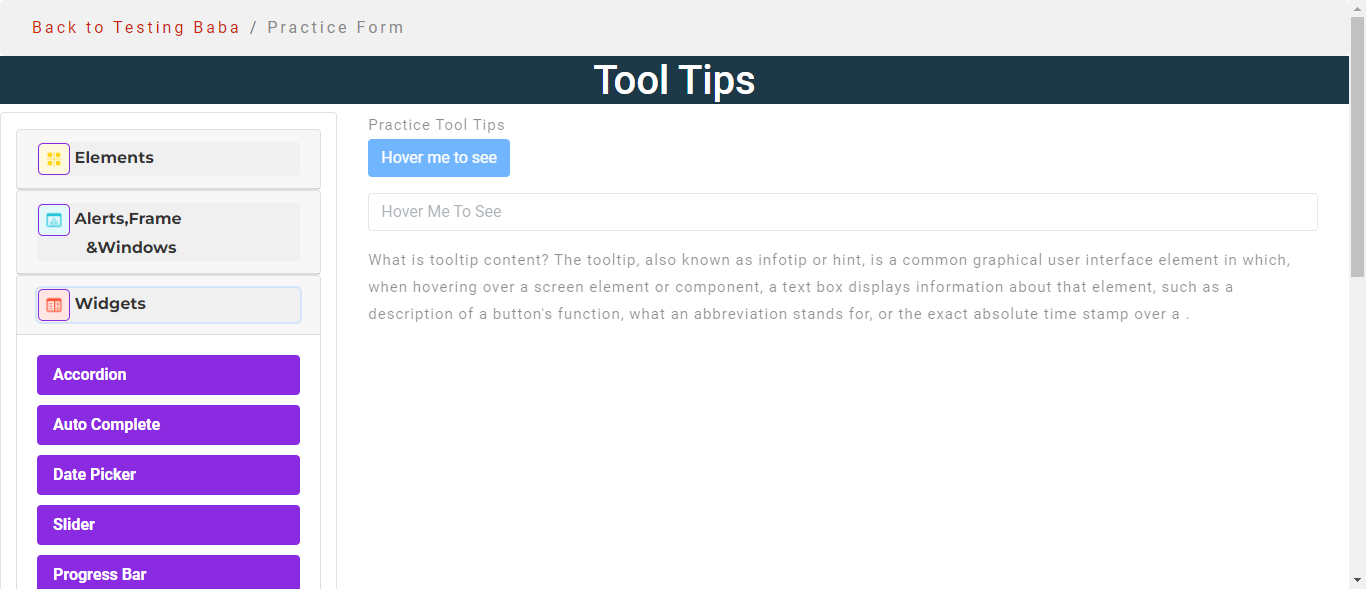 Back to Testing Baba / Practice Form
Tool Tips
Elements
Alerts,Frame
&Windows
Widgets
Accordion
Auto Complete
Date Picker
Slider
Progress Bar
Practice Tool Tips
Hover me to see
Hover Me To See
What is tooltip content? The tooltip, also known as infotip or hint, is a common graphical user interface element in which,
when hovering over a screen element or component, a text box displays information about that element, such as a
description of a button's function, what an abbreviation stands for, or the exact absolute time stamp over a .